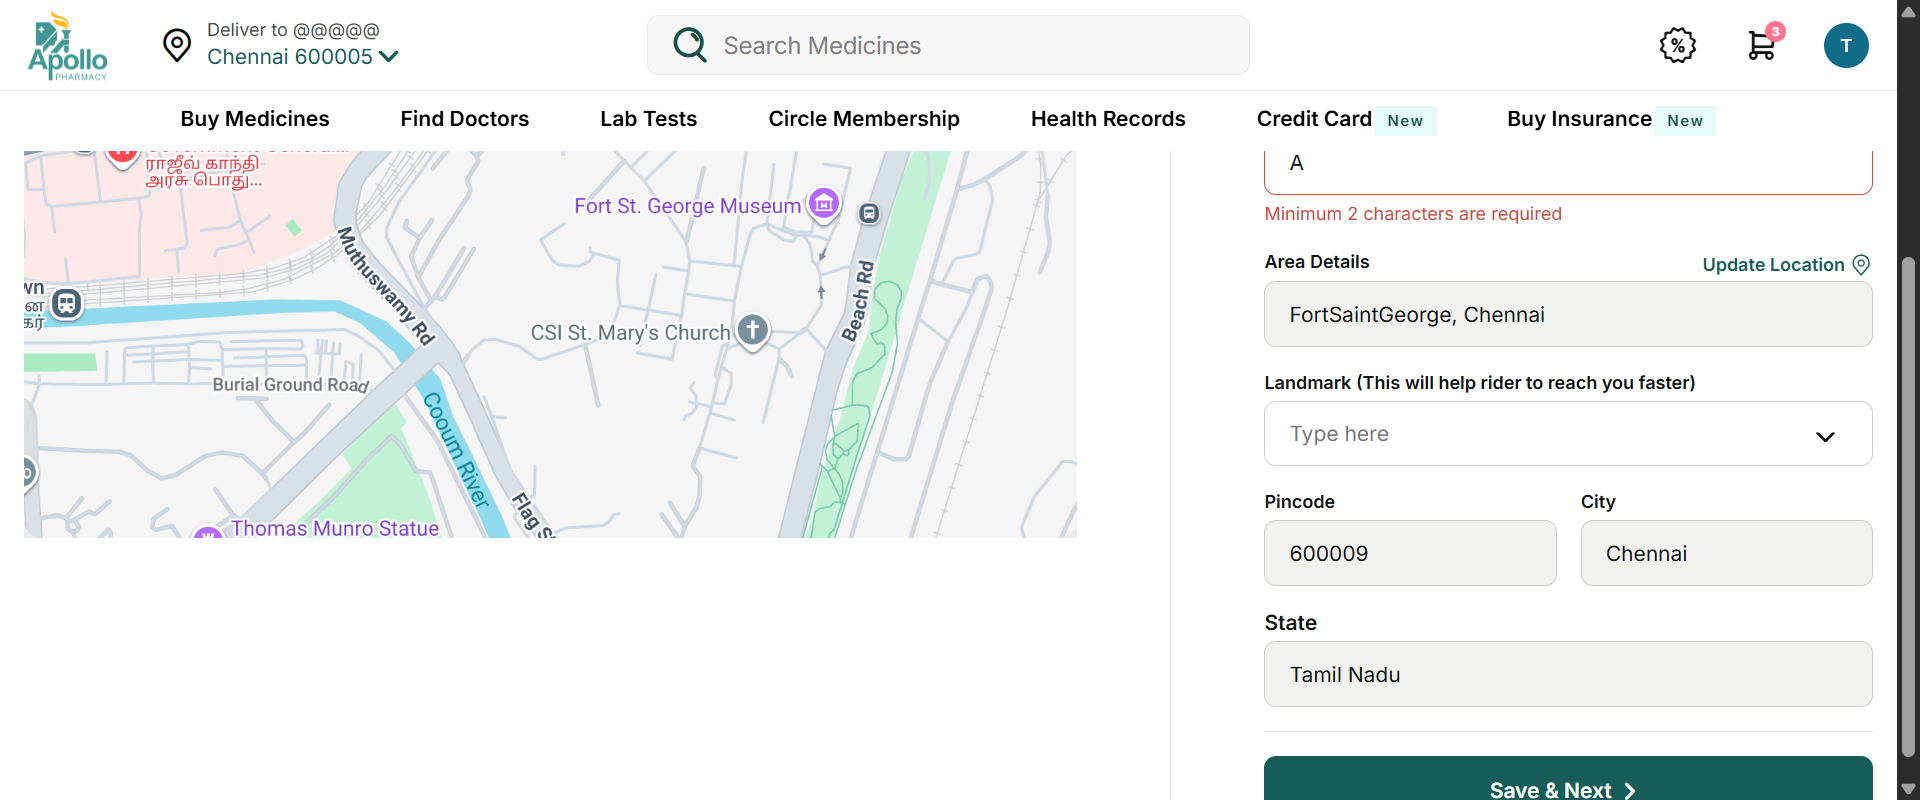 Apollo
PHARMACY
Deliver to @@@@@
Chennai 600005
Search Medicines
%
3
T
Buy Medicines
Find Doctors
Lab Tests
Circle Membership
Health Records
Credit Card New
Buy Insurance New
ராஜீவ் காந்தி
அரசு பொது...
Fort St. George Museum
Muthuswamy Rd
Beach Rd
CSI St. Mary's Church
Burial Ground Road
Cooum River
Flag S
Thomas Munro Statue
A
Minimum 2 characters are required
Area Details
Update Location
FortSaintGeorge, Chennai
Landmark (This will help rider to reach you faster)
Type here
Pincode
City
600009
Chennai
State
Tamil Nadu
Save & Next